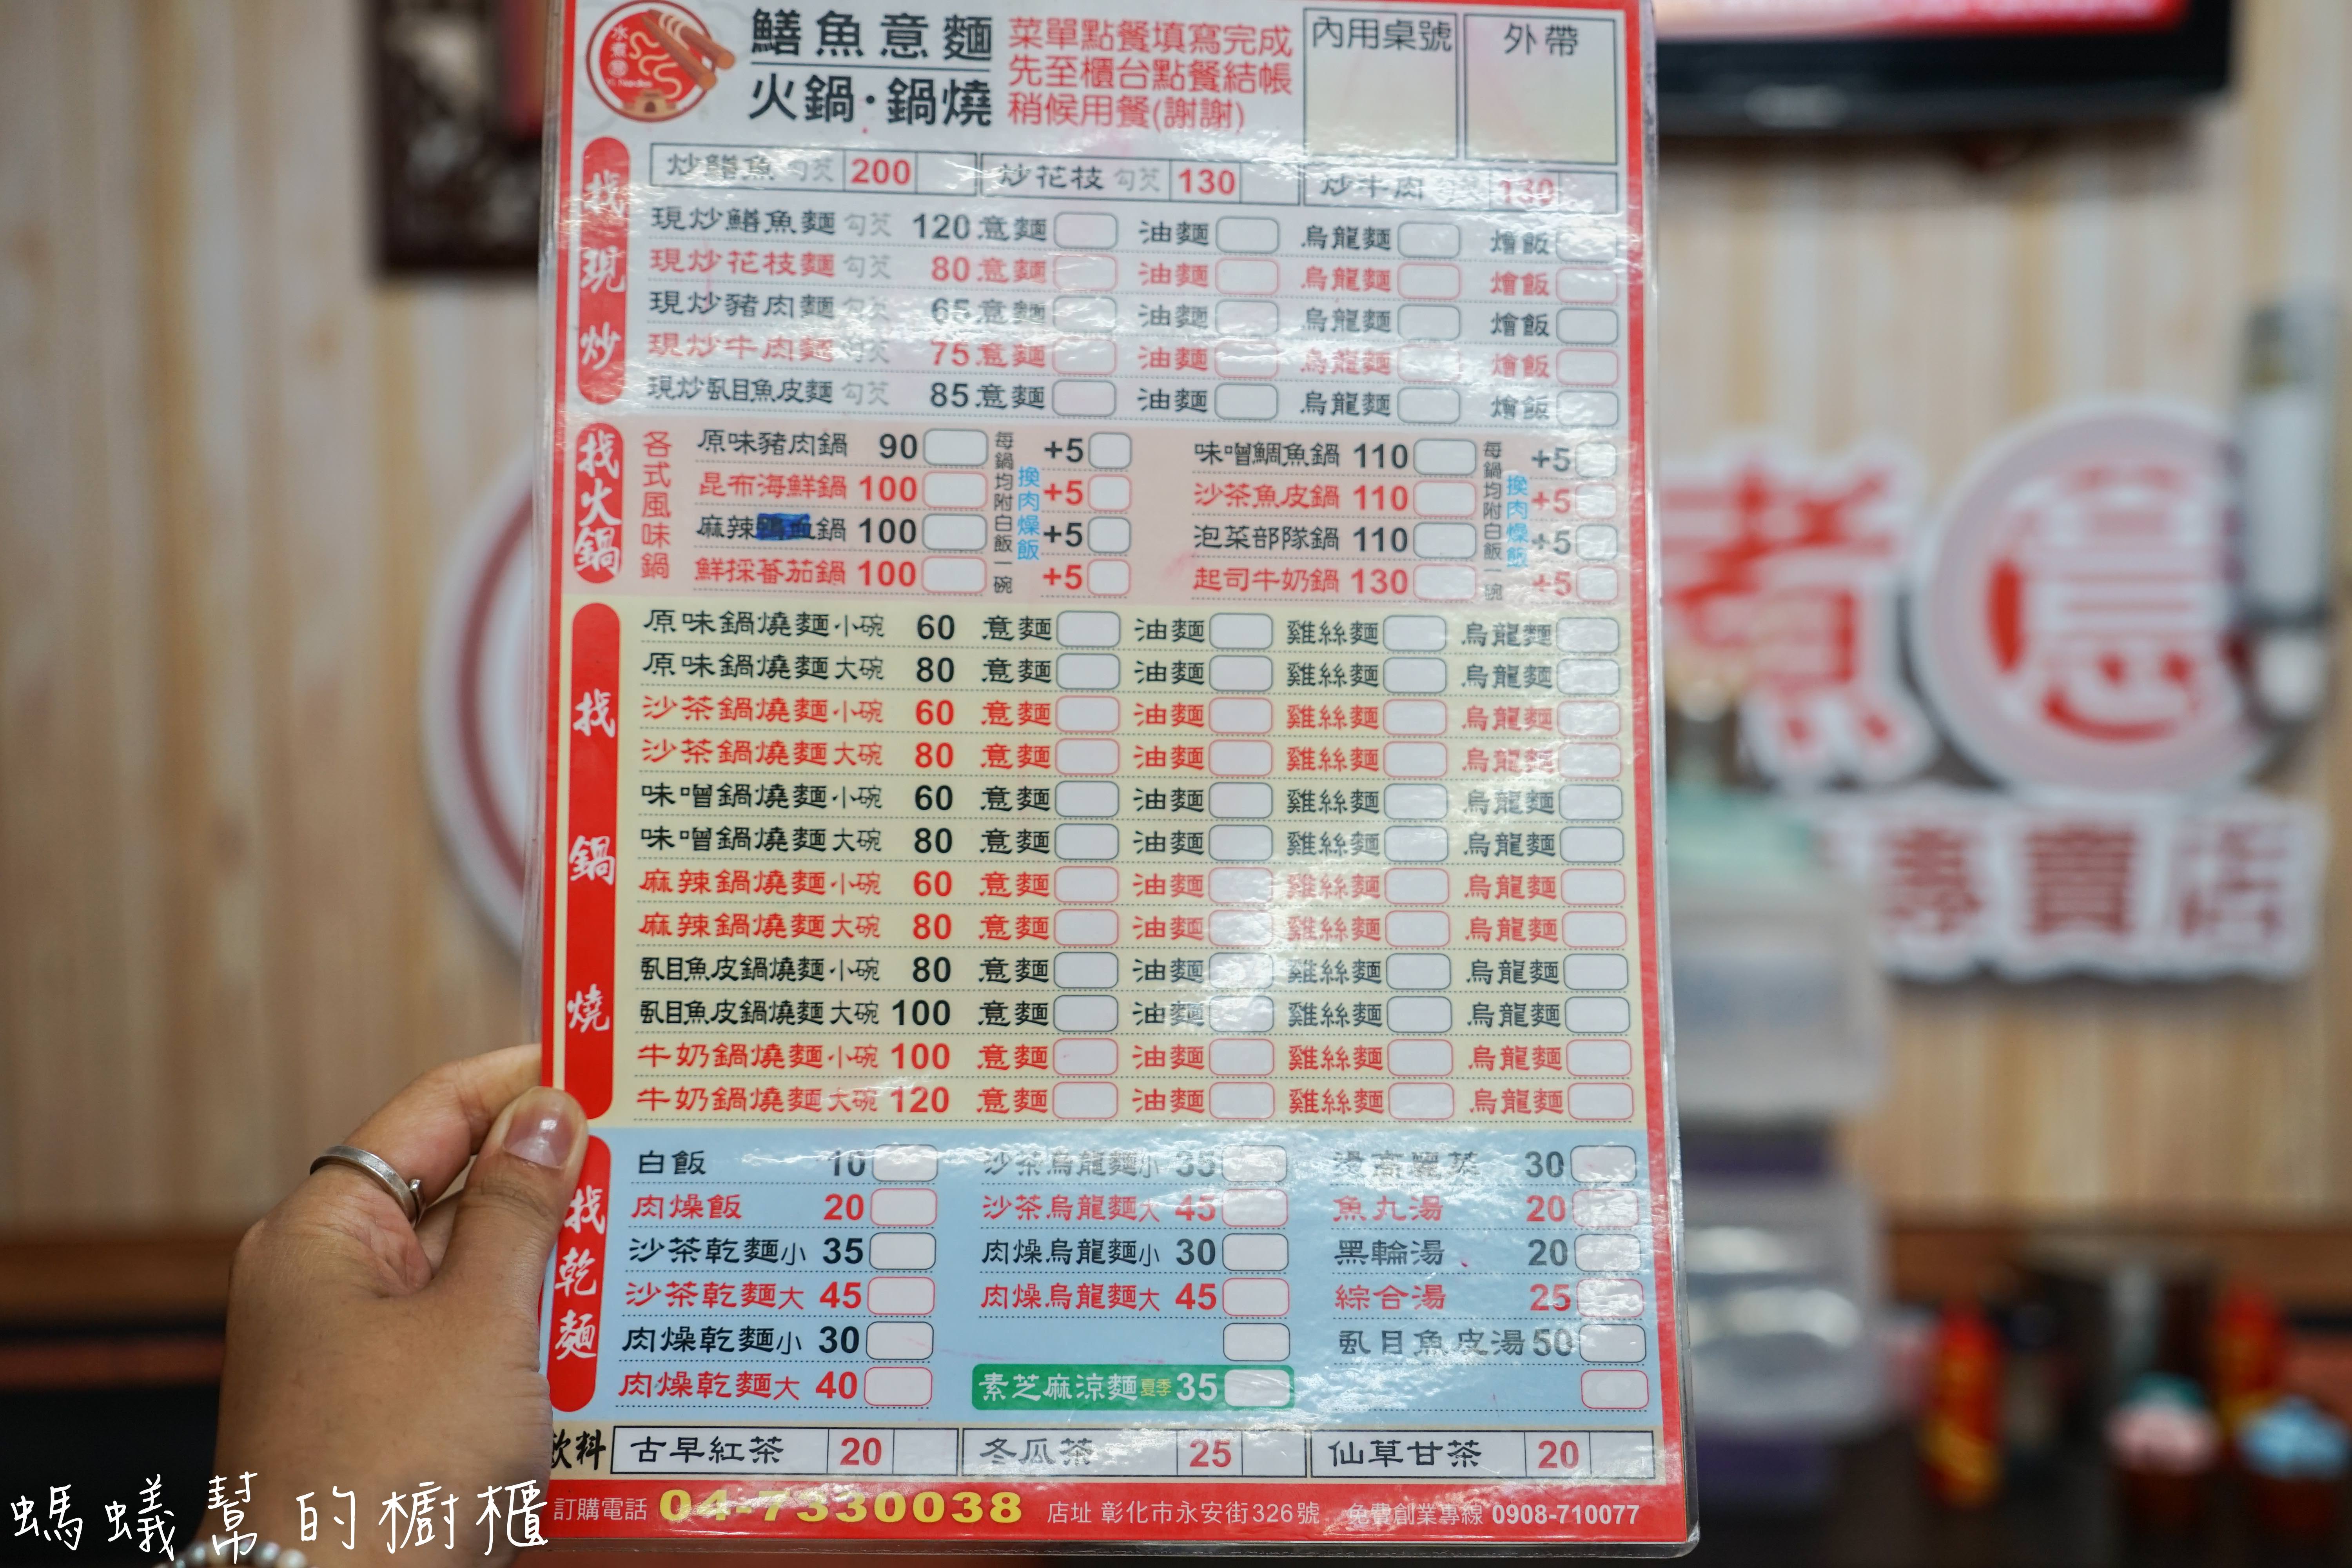 水煮意
鱔魚意麵
火鍋·鍋燒
菜單點餐填寫完成
先至櫃台點餐結帳
稍候用餐(謝謝)
內用桌號
外帶
找現炒
炒鱔魚 勾芡 200
炒花枝 勾芡 130
炒牛肉 勾芡 130
現炒鱔魚麵 勾芡 120 意麵 油麵 烏龍麵 燴飯
現炒花枝麵 勾芡 80 意麵 油麵 烏龍麵 燴飯
現炒豬肉麵 勾芡 65 意麵 油麵 烏龍麵 燴飯
現炒牛肉麵 勾芡 75 意麵 油麵 烏龍麵 燴飯
現炒虱目魚皮麵 勾芡 85 意麵 油麵 烏龍麵 燴飯
找火鍋
各式風味鍋
原味豬肉鍋 90 +5 味噌鯛魚鍋 110 +5
昆布海鮮鍋 100 +5 沙茶魚皮鍋 110 +5
麻辣鍋 100 +5 泡菜部隊鍋 110 +5
鮮採蕃茄鍋 100 +5 起司牛奶鍋 130 +5
每鍋均附白飯一碗
換肉燥飯
每鍋均附白飯一碗
換肉燥飯
找鍋燒
原味鍋燒麵 小碗 60 意麵 油麵 雞絲麵 烏龍麵
原味鍋燒麵 大碗 80 意麵 油麵 雞絲麵 烏龍麵
沙茶鍋燒麵 小碗 60 意麵 油麵 雞絲麵 烏龍麵
沙茶鍋燒麵 大碗 80 意麵 油麵 雞絲麵 烏龍麵
味噌鍋燒麵 小碗 60 意麵 油麵 雞絲麵 烏龍麵
味噌鍋燒麵 大碗 80 意麵 油麵 雞絲麵 烏龍麵
麻辣鍋燒麵 小碗 60 意麵 油麵 雞絲麵 烏龍麵
麻辣鍋燒麵 大碗 80 意麵 油麵 雞絲麵 烏龍麵
虱目魚皮鍋燒麵 小碗 80 意麵 油麵 雞絲麵 烏龍麵
虱目魚皮鍋燒麵 大碗 100 意麵 油麵 雞絲麵 烏龍麵
牛奶鍋燒麵 小碗 100 意麵 油麵 雞絲麵 烏龍麵
牛奶鍋燒麵 大碗 120 意麵 油麵 雞絲麵 烏龍麵
找乾麵
白飯 10 沙茶烏龍麵小 35 燙高麗菜 30
肉燥飯 20 沙茶烏龍麵大 45 魚丸湯 20
沙茶乾麵小 35 肉燥烏龍麵小 30 黑輪湯 20
沙茶乾麵大 45 肉燥烏龍麵大 45 綜合湯 25
肉燥乾麵小 30 虱目魚皮湯 50
肉燥乾麵大 40 素芝麻涼麵 夏季 35
飲料 古早紅茶 20 冬瓜茶 25 仙草甘茶 20
訂購電話 04-7330038 店址 彰化市永安街326號 免費創業專線 0908-710077
煮意
專賣店
螞蟻幫的櫥櫃